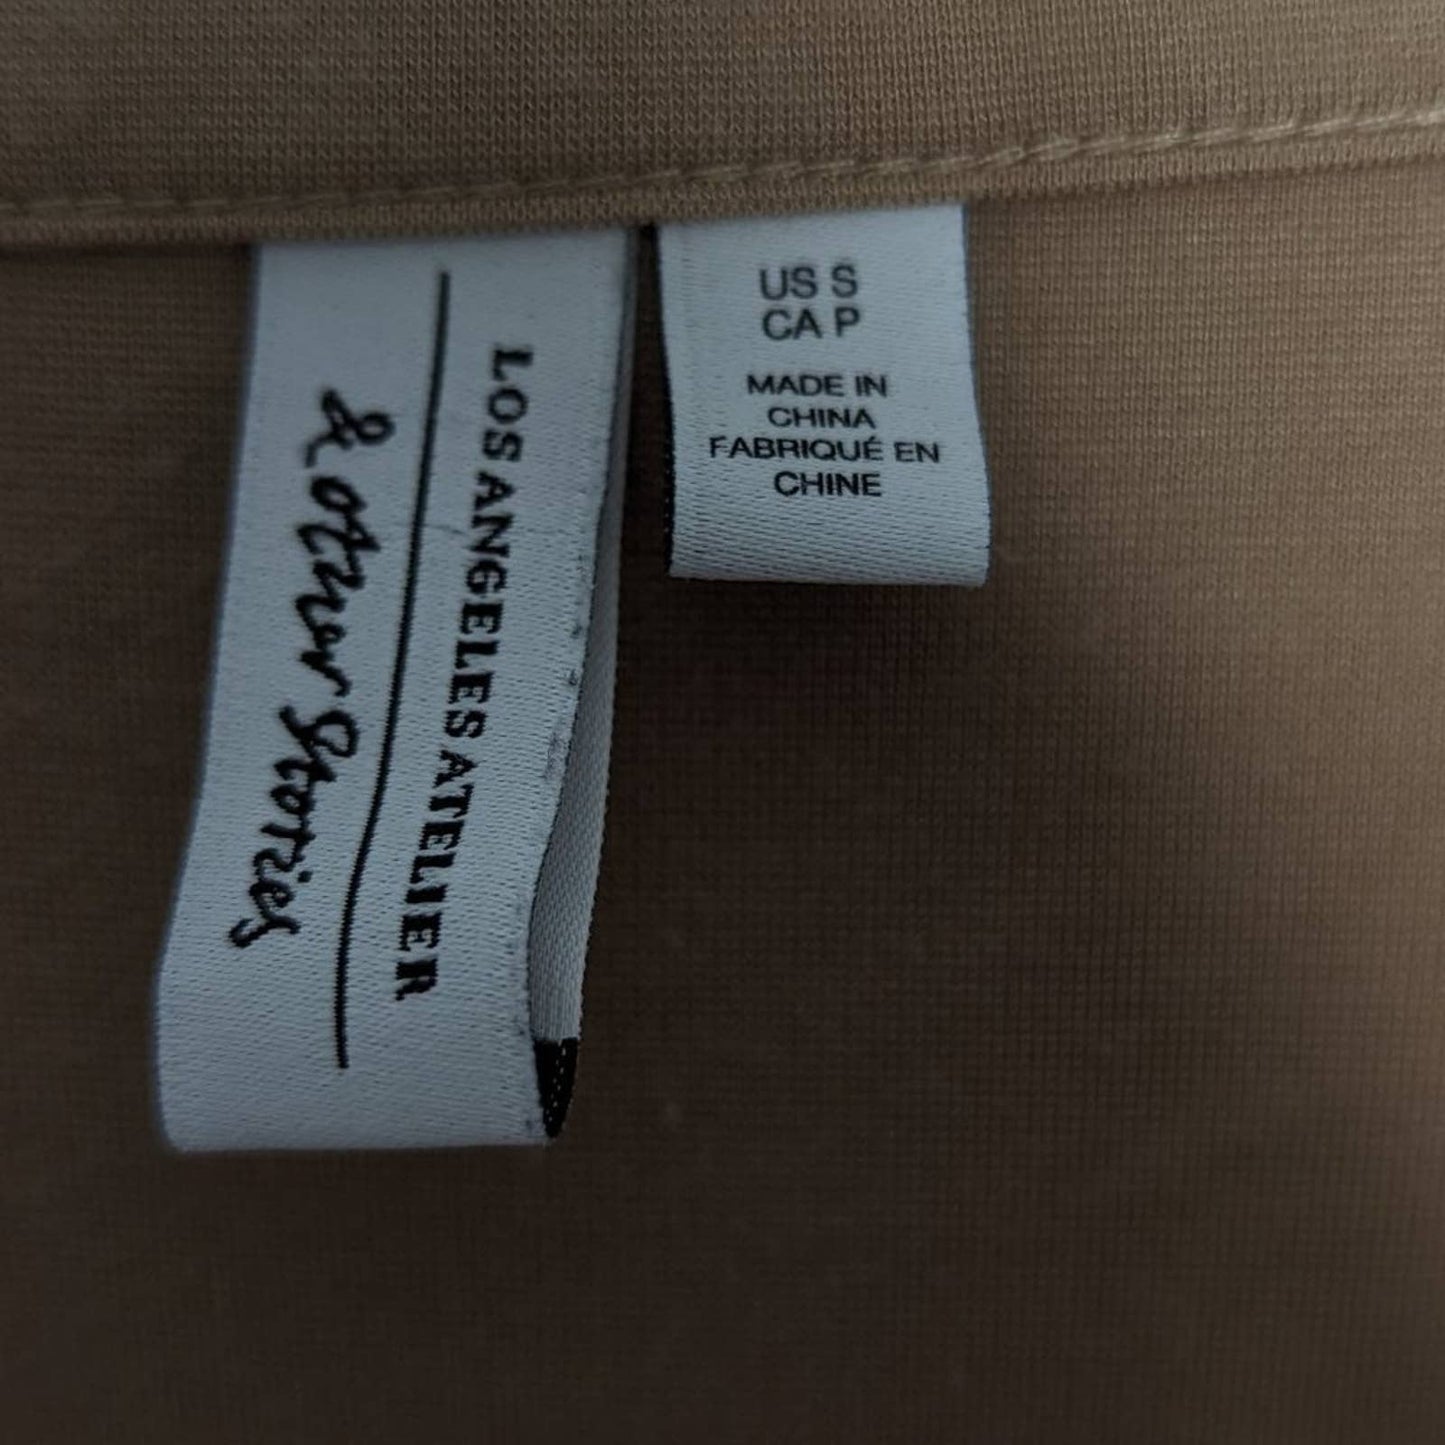 & Other Stories
LOS ANGELES ATELIER
US S
CA P
MADE IN
CHINA
FABRIQUÉ EN
CHINE